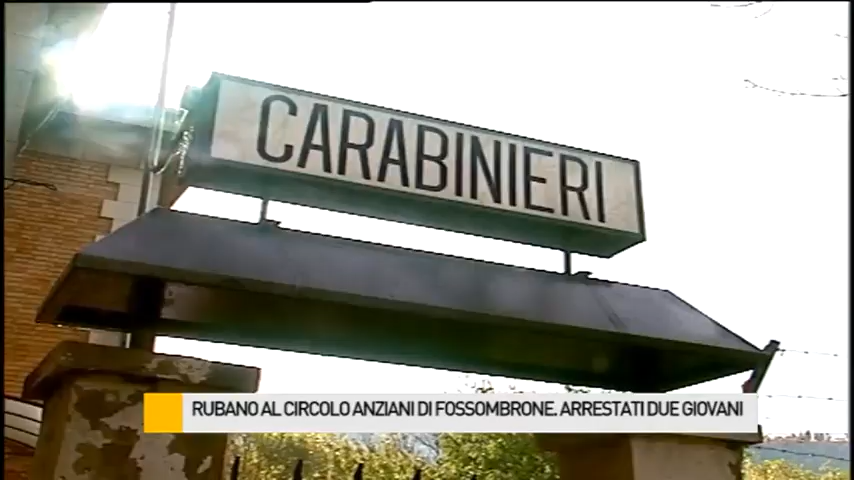 CARABINIERI
RUBANO AL CIRCOLO ANZIANI DI FOSSOMBRONE. ARRESTATI DUE GIOVANI